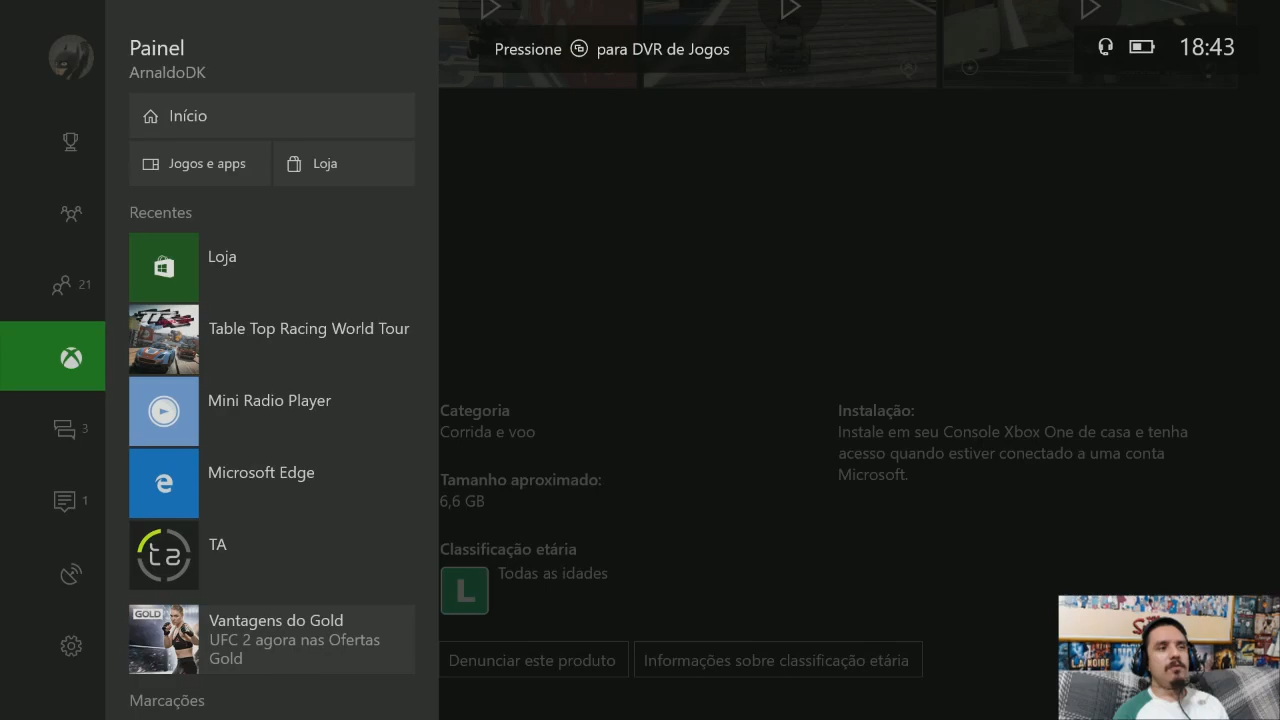 Painel
ArnaldoDK
Início
Jogos e apps
Loja
Recentes
Loja
Table Top Racing World Tour
Mini Radio Player
Microsoft Edge
ta
TA
GOLD
Vantagens do Gold
UFC 2 agora nas Ofertas
Gold
Marcações
21
3
1
Pressione para DVR de Jogos
18:43
Categoria
Corrida e voo
Tamanho aproximado:
6,6 GB
Classificação etária
L
Todas as idades
Instalação:
Instale em seu Console Xbox One de casa e tenha
acesso quando estiver conectado a uma conta
Microsoft.
Denunciar este produto
Informações sobre classificação etária